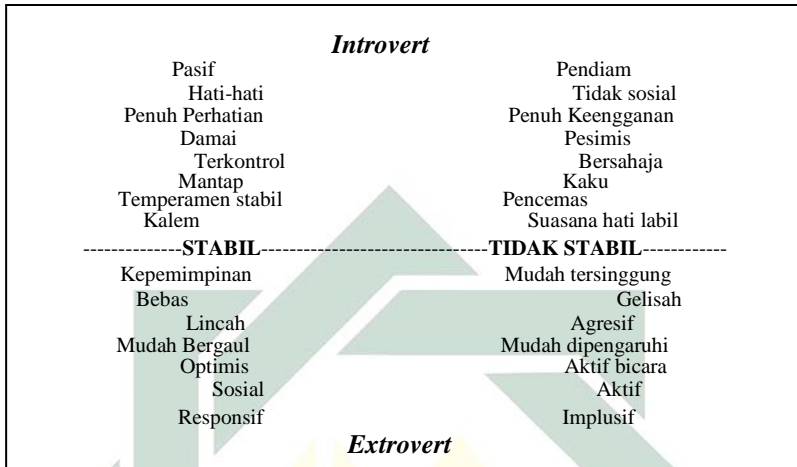 Introvert
Pasif Pendiam
Hati-hati Tidak sosial
Penuh Perhatian Penuh Keengganan
Damai Pesimis
Terkontrol Bersahaja
Mantap Kaku
Temperamen stabil Pencemas
Kalem Suasana hati labil
--------------STABIL--------------------------------TIDAK STABIL------------
Kepemimpinan Mudah tersinggung
Bebas Gelisah
Lincah Agresif
Mudah Bergaul Mudah dipengaruhi
Optimis Aktif bicara
Sosial Aktif
Responsif Implusif
Extrovert